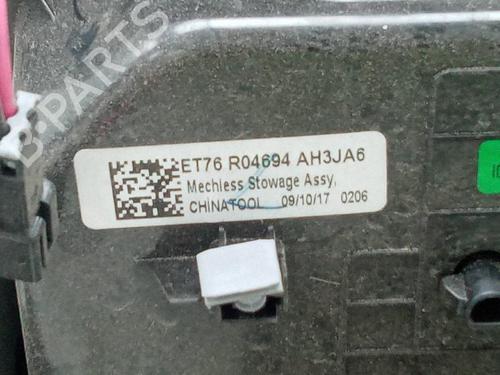 B-PARTS
ET76 R04694 AH3JA6
Mechless Stowage Assy,
CHINATOOL 09/10/17 0206